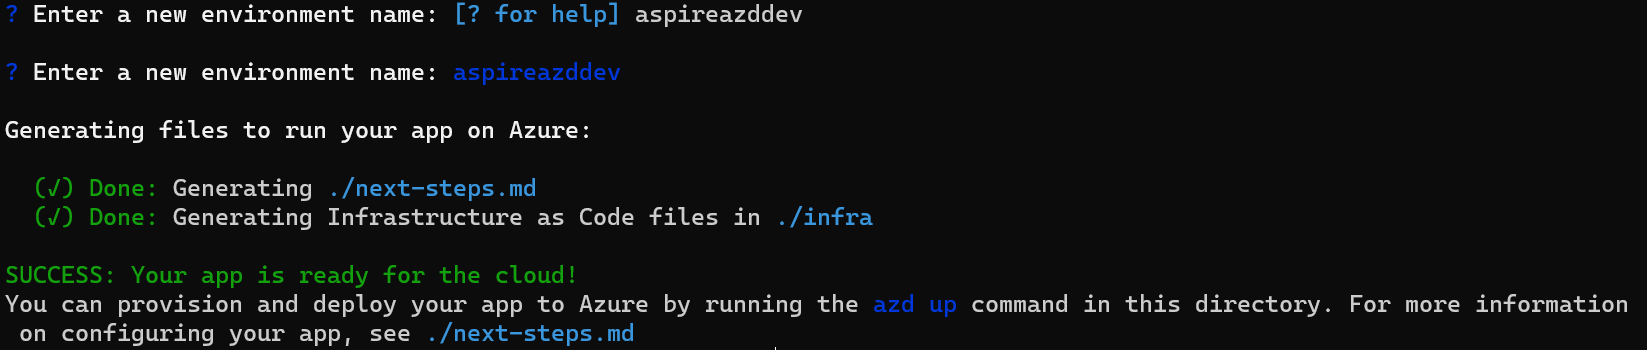 ? Enter a new environment name: [? for help] aspireazddev
? Enter a new environment name: aspireazddev
Generating files to run your app on Azure:
(√) Done: Generating ./next-steps.md
(√) Done: Generating Infrastructure as Code files in ./infra
SUCCESS: Your app is ready for the cloud!
You can provision and deploy your app to Azure by running the azd up command in this directory. For more information
on configuring your app, see ./next-steps.md